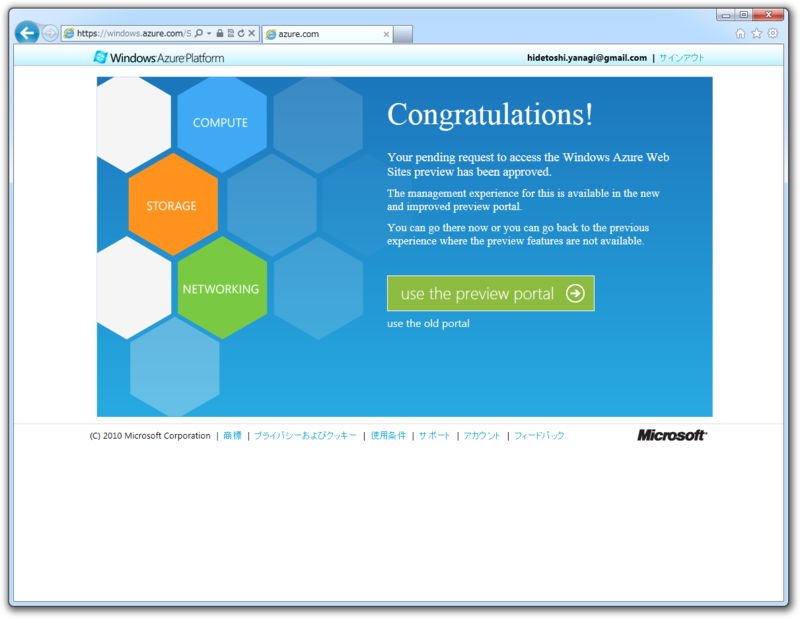 https://windows.azure.com/S
azure.com
Windows Azure Platform
hidetoshi.yanagi@gmail.com | サインアウト
COMPUTE
STORAGE
NETWORKING
Congratulations!
Your pending request to access the Windows Azure Web
Sites preview has been approved.
The management experience for this is available in the new
and improved preview portal.
You can go there now or you can go back to the previous
experience where the preview features are not available.
use the preview portal
use the old portal
(C) 2010 Microsoft Corporation | 商標 | プライバシーおよびクッキー | 使用条件 | サポート | アカウント | フィードバック
Microsoft